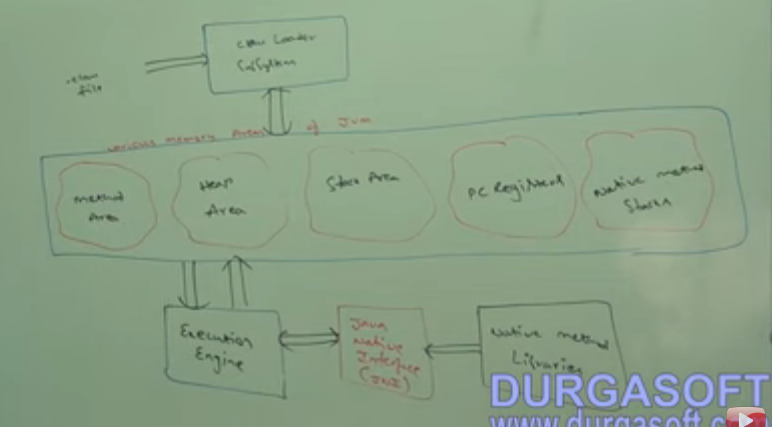 class Loader
SubSystem
.class
file
various memory Areas of JVM
Method
Area
Heap
Area
Stack Area
PC Registers
Native method
Stacks
Execution
Engine
Java
Native
Interface
(JNI)
Native method
Libraries
DURGASOFT
www.durgasoft.c